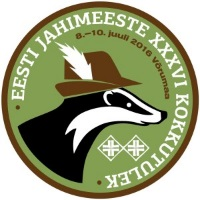 EESTI JAHIMEESTE XXXVI KOKKUTULEK
8.–10. juuli 2016 Võrumaa